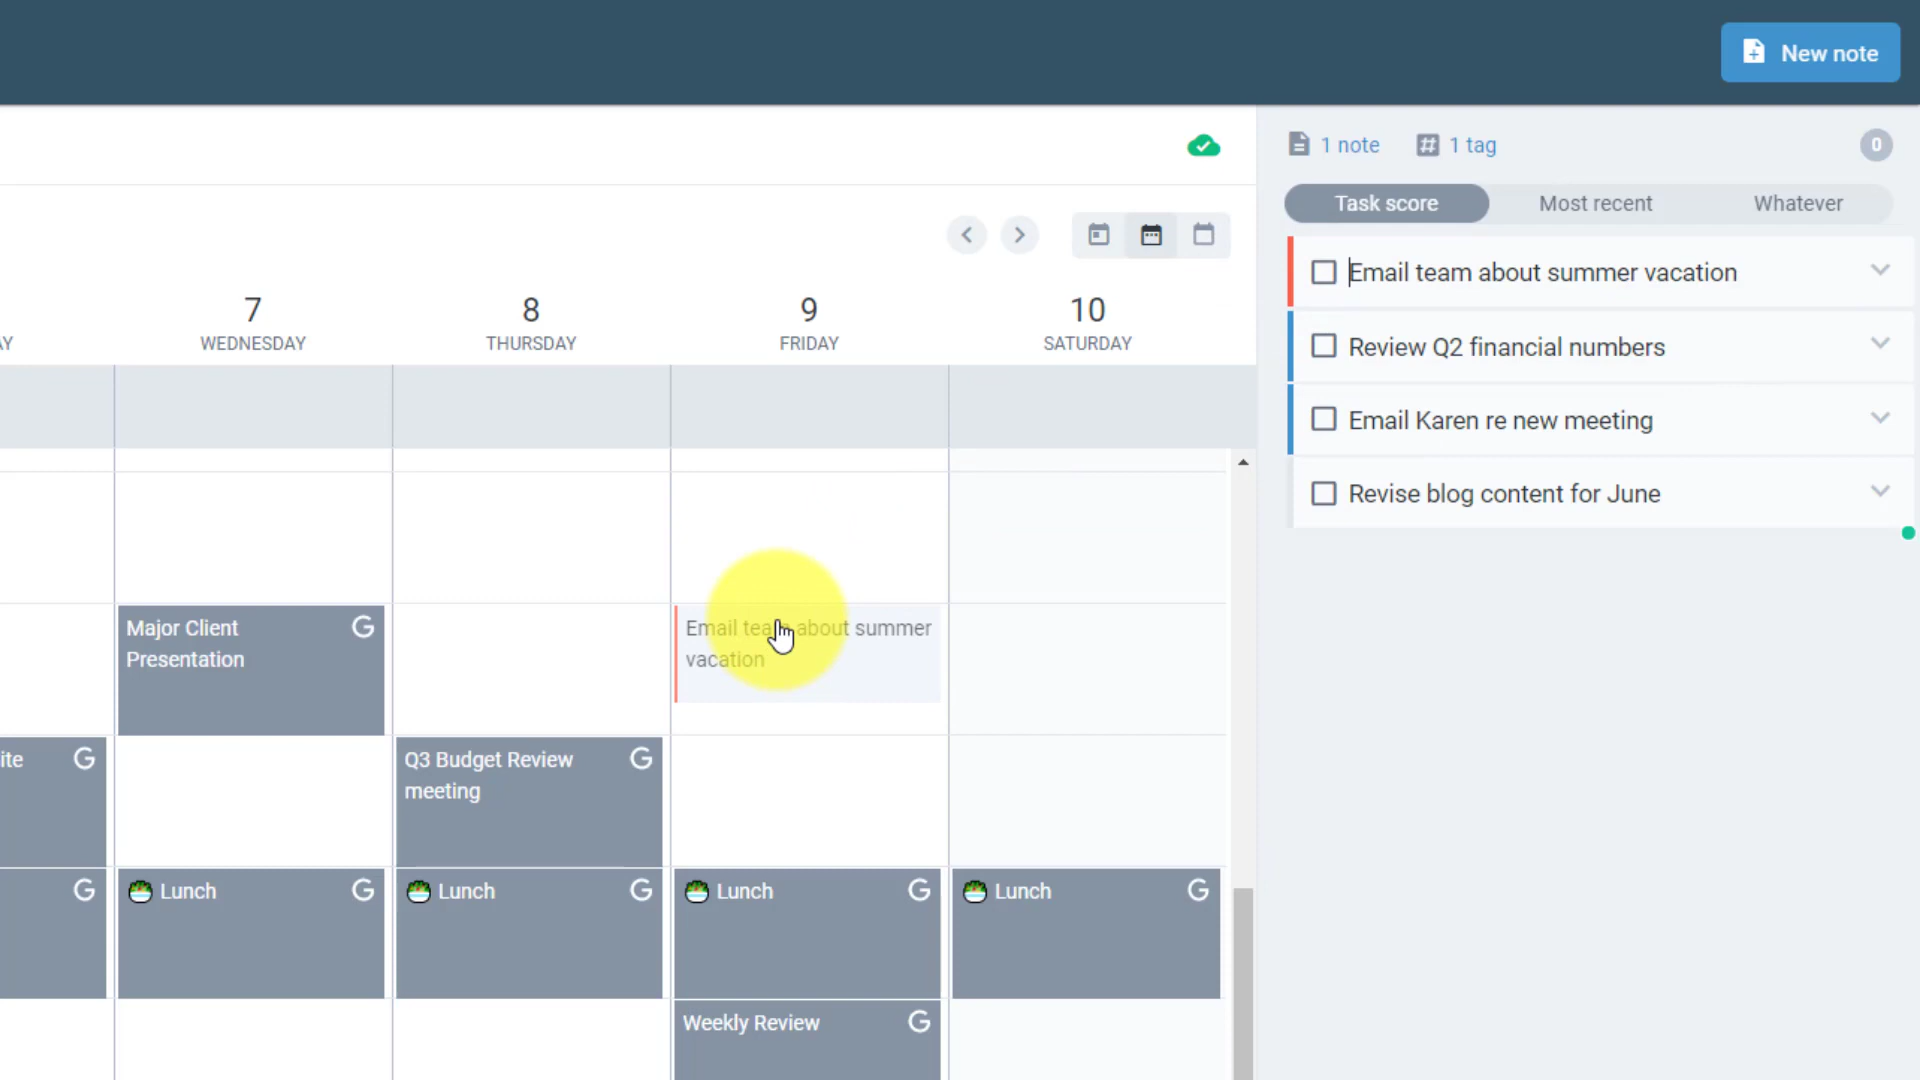 New note
1 note
1 tag
0
Task score
Most recent
Whatever
Email team about summer vacation
Review Q2 financial numbers
Email Karen re new meeting
Revise blog content for June
7
8
9
10
AY
WEDNESDAY
THURSDAY
FRIDAY
SATURDAY
Major Client
Presentation
G
Email team about summer
vacation
ite
G
Q3 Budget Review
meeting
G
G
Lunch
G
Lunch
G
Lunch
G
Lunch
G
Weekly Review
G